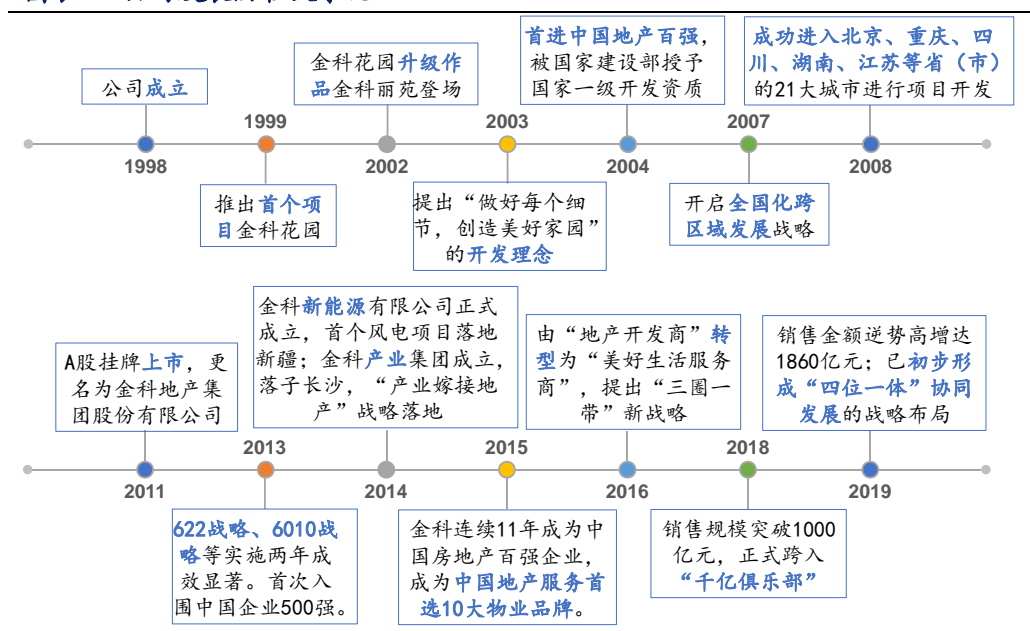 公司成立
1998
1999
推出首个项
目金科花园
金科花园升级作
品金科丽苑登场
2002
2003
提出“做好每个细
节，创造美好家园”
的开发理念
首进中国地产百强，
被国家建设部授予
国家一级开发资质
2004
2007
开启全国化跨
区域发展战略
成功进入北京、重庆、四
川、湖南、江苏等省（市）
的21大城市进行项目开发
2008
A股挂牌上市，更
名为金科地产集
团股份有限公司
2011
2013
622战略、6010战
略等实施两年成
效显著。首次入
围中国企业500强。
金科新能源有限公司正式
成立，首个风电项目落地
新疆；金科产业集团成立，
落子长沙，“产业嫁接地
产”战略落地
2014
2015
金科连续11年成为中
国房地产百强企业，
成为中国地产服务首
选10大物业品牌。
由“地产开发商”转
型为“美好生活服务
商”，提出“三圈一
带”新战略
2016
2018
销售规模突破1000
亿元，正式跨入
“千亿俱乐部”
销售金额逆势高增达
1860亿元；已初步形
成“四位一体”协同
发展的战略布局
2019